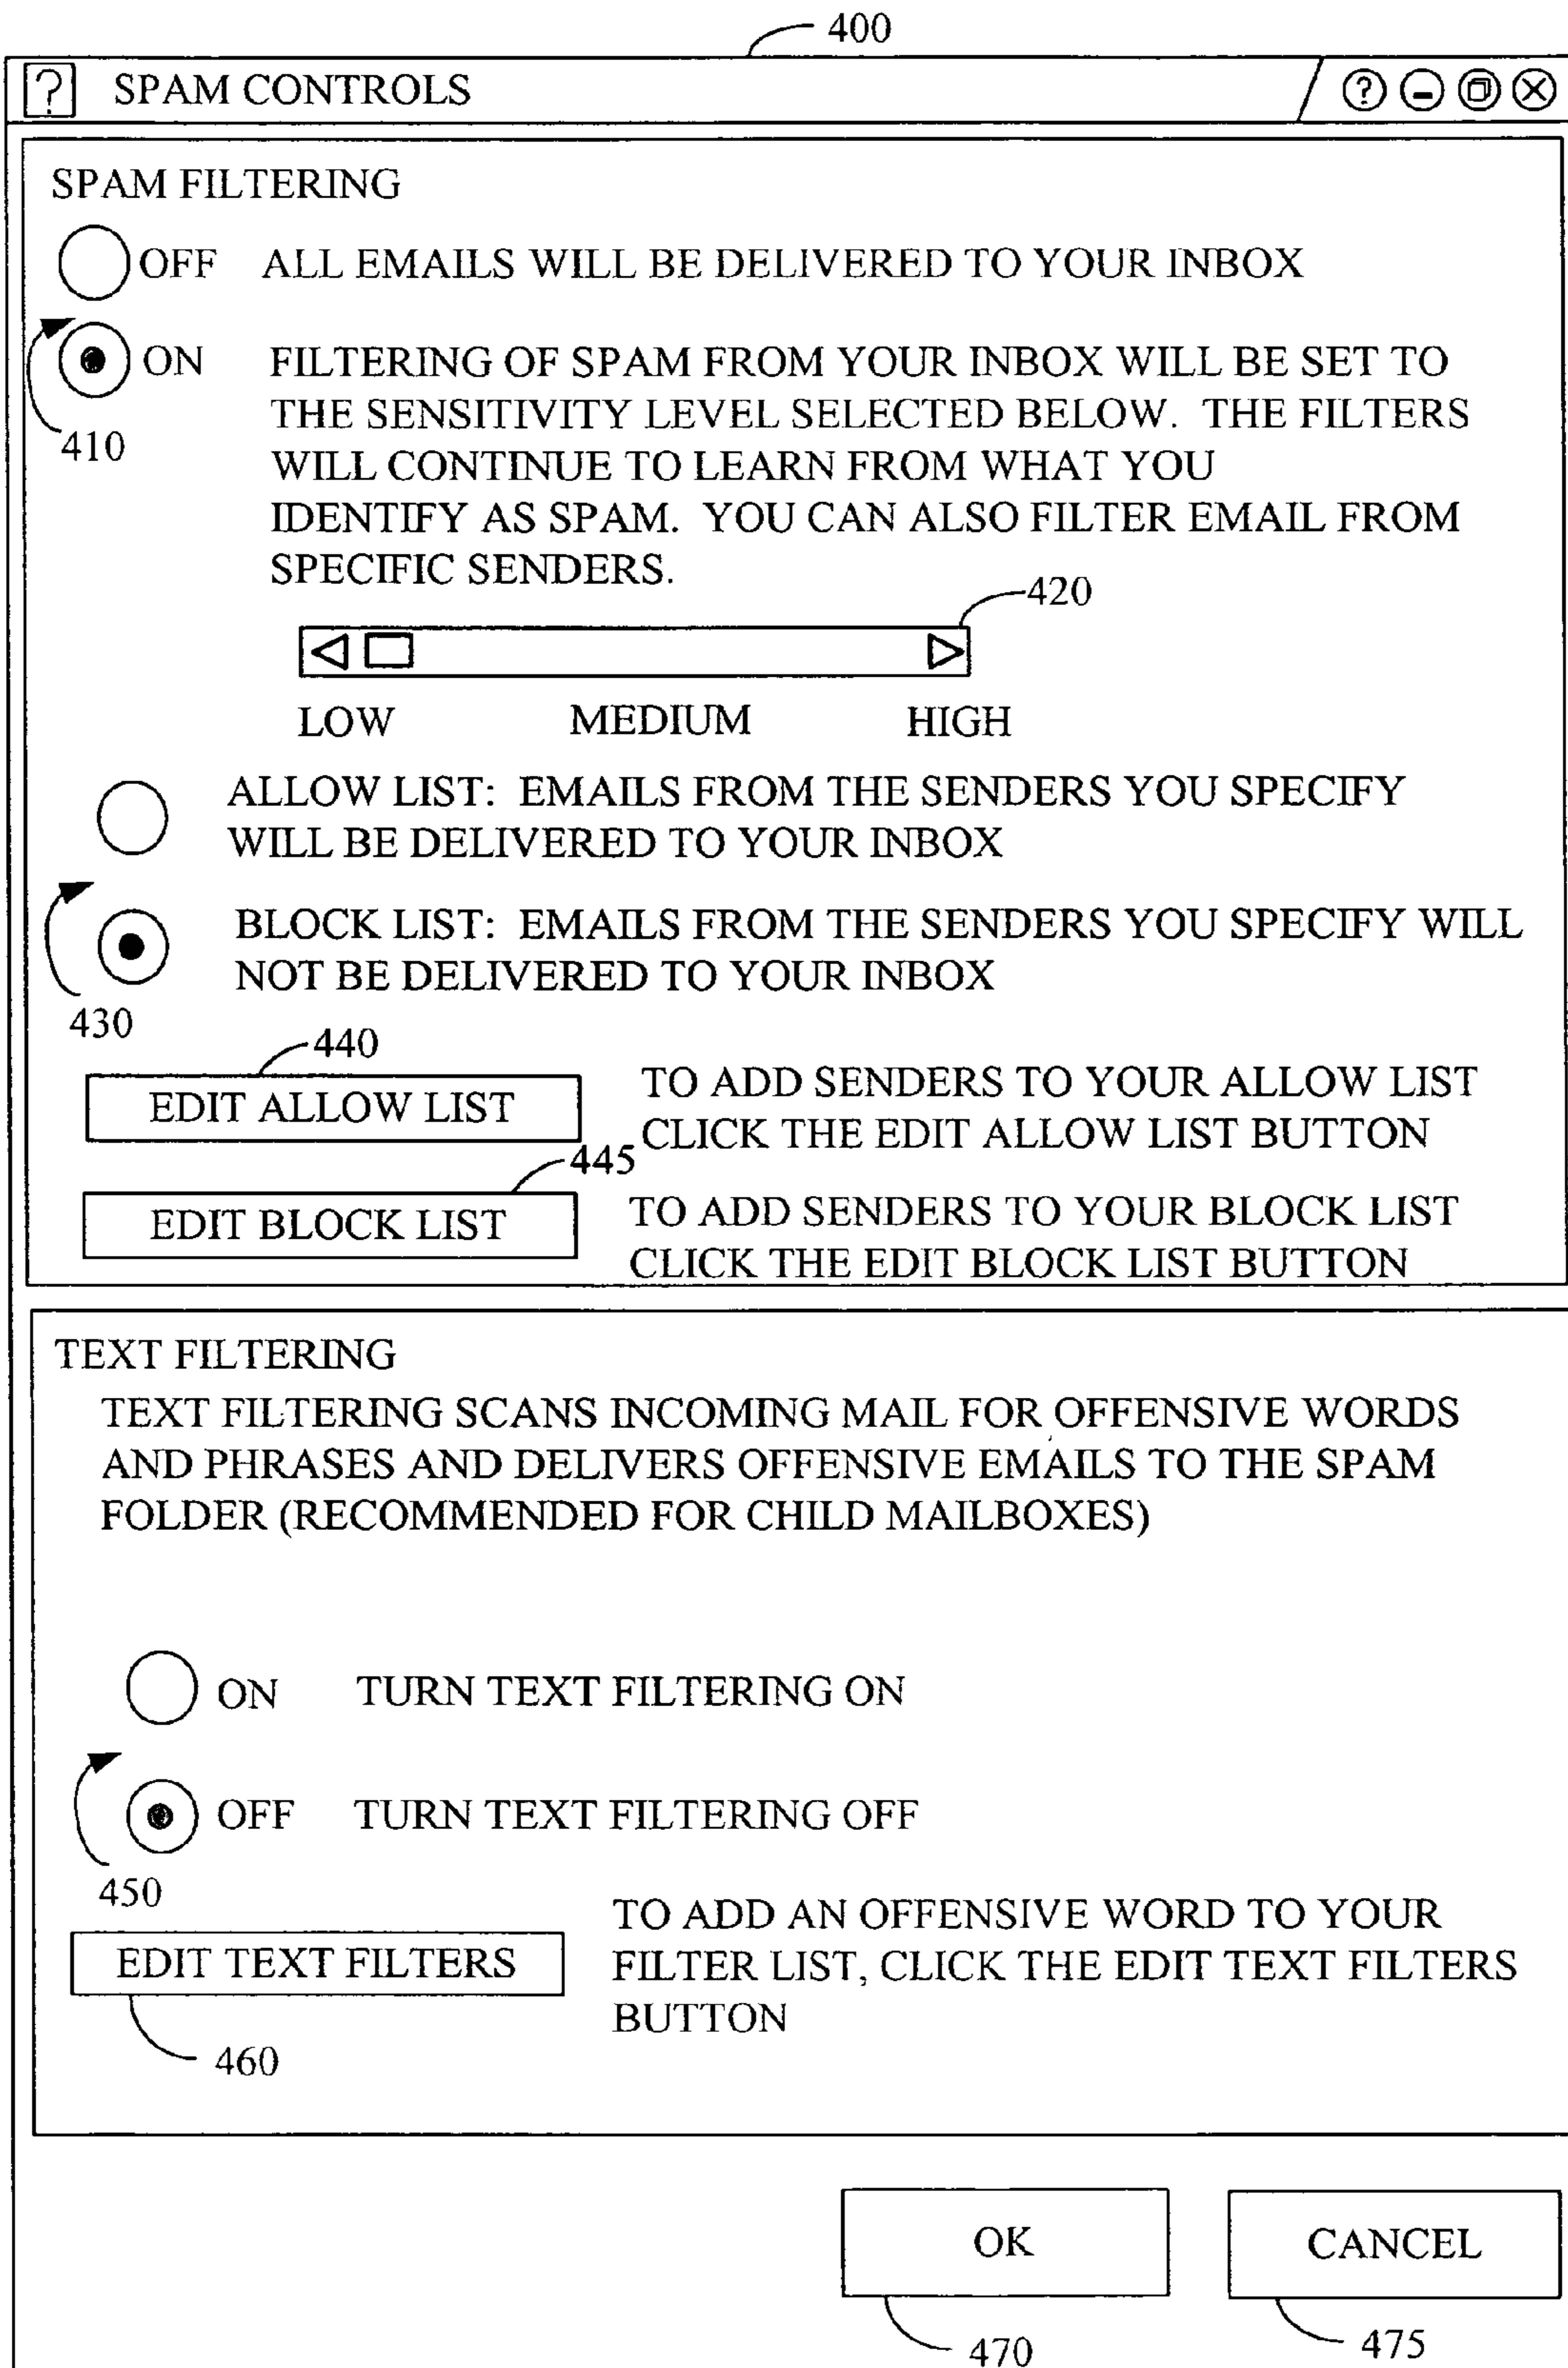 400
? SPAM CONTROLS ?
SPAM FILTERING
OFF ALL EMAILS WILL BE DELIVERED TO YOUR INBOX
ON FILTERING OF SPAM FROM YOUR INBOX WILL BE SET TO
THE SENSITIVITY LEVEL SELECTED BELOW. THE FILTERS
410
WILL CONTINUE TO LEARN FROM WHAT YOU
IDENTIFY AS SPAM. YOU CAN ALSO FILTER EMAIL FROM
SPECIFIC SENDERS.
420
LOW MEDIUM HIGH
ALLOW LIST: EMAILS FROM THE SENDERS YOU SPECIFY
WILL BE DELIVERED TO YOUR INBOX
BLOCK LIST: EMAILS FROM THE SENDERS YOU SPECIFY WILL
NOT BE DELIVERED TO YOUR INBOX
430
440
EDIT ALLOW LIST
TO ADD SENDERS TO YOUR ALLOW LIST
CLICK THE EDIT ALLOW LIST BUTTON
445
EDIT BLOCK LIST
TO ADD SENDERS TO YOUR BLOCK LIST
CLICK THE EDIT BLOCK LIST BUTTON
TEXT FILTERING
TEXT FILTERING SCANS INCOMING MAIL FOR OFFENSIVE WORDS
AND PHRASES AND DELIVERS OFFENSIVE EMAILS TO THE SPAM
FOLDER (RECOMMENDED FOR CHILD MAILBOXES)
ON TURN TEXT FILTERING ON
OFF TURN TEXT FILTERING OFF
450
EDIT TEXT FILTERS
TO ADD AN OFFENSIVE WORD TO YOUR
FILTER LIST, CLICK THE EDIT TEXT FILTERS
BUTTON
460
OK CANCEL
470 475